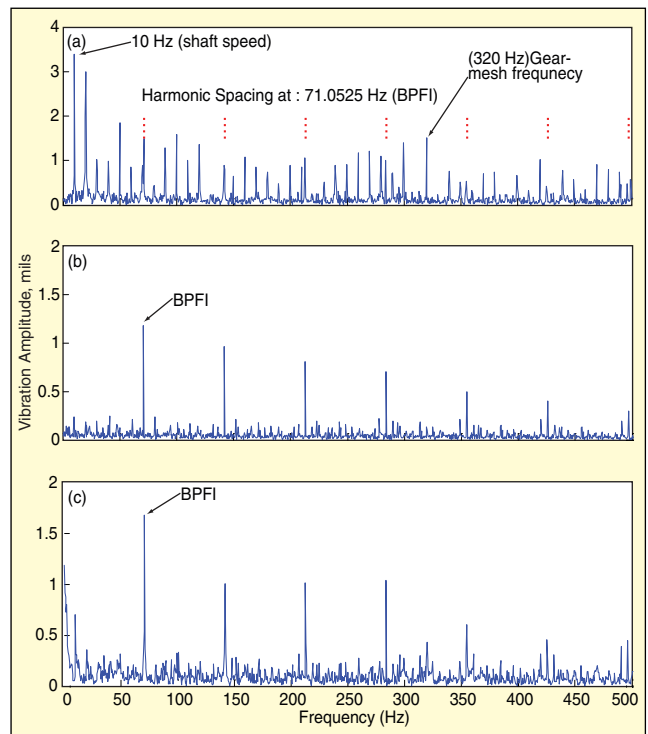 4
(a)
10 Hz (shaft speed)
(320 Hz)Gear-
mesh frequnecy
3
Harmonic Spacing at : 71.0525 Hz (BPFI)
2
1
0
Vibration Amplitude, mils
2
(b)
1.5
BPFI
1
0.5
0
2
(c)
BPFI
1.5
1
0.5
0
0 50 100 150 200 250 300 350 400 450 500
Frequency (Hz)